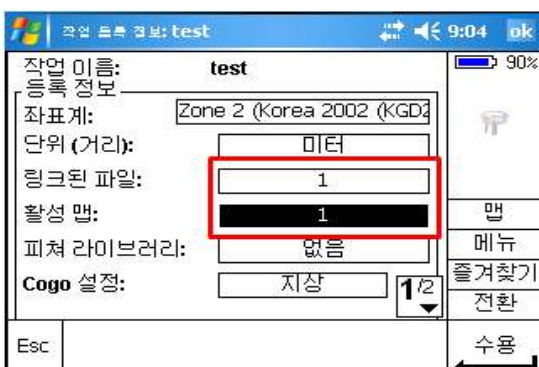 작업 등록 정보: test 9:04 ok
작업 이름: test 90%
등록 정보
좌표계: Zone 2 (Korea 2002 (KGD2
단위 (거리): 미터
링크된 파일: 1
활성 맵: 1 맵
피쳐 라이브러리: 없음 메뉴
즐겨찾기
Cogo 설정: 지상 1/2
전환
Esc 수용